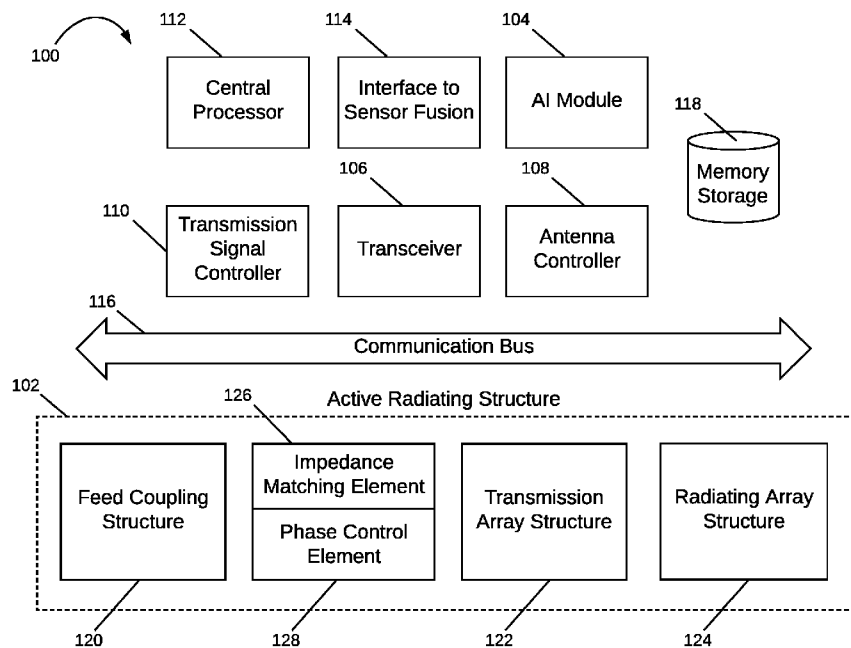 112
114
104
100
Central
Processor
Interface to
Sensor Fusion
AI Module
118
Memory
Storage
106
108
110
Transmission
Signal
Controller
Transceiver
Antenna
Controller
116
Communication Bus
102
126
Active Radiating Structure
Feed Coupling
Structure
Impedance
Matching Element
Phase Control
Element
Transmission
Array Structure
Radiating Array
Structure
120
128
122
124